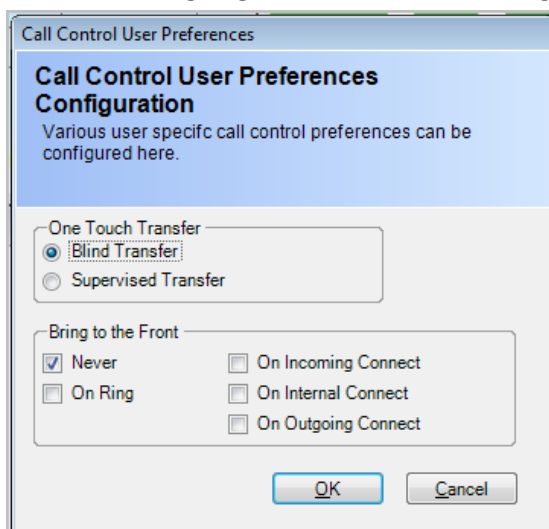 Call Control User Preferences
Call Control User Preferences
Configuration
Various user specifc call control preferences can be
configured here.
One Touch Transfer
Blind Transfer
Supervised Transfer
Bring to the Front
Never
On Incoming Connect
On Ring
On Internal Connect
On Outgoing Connect
OK
Cancel